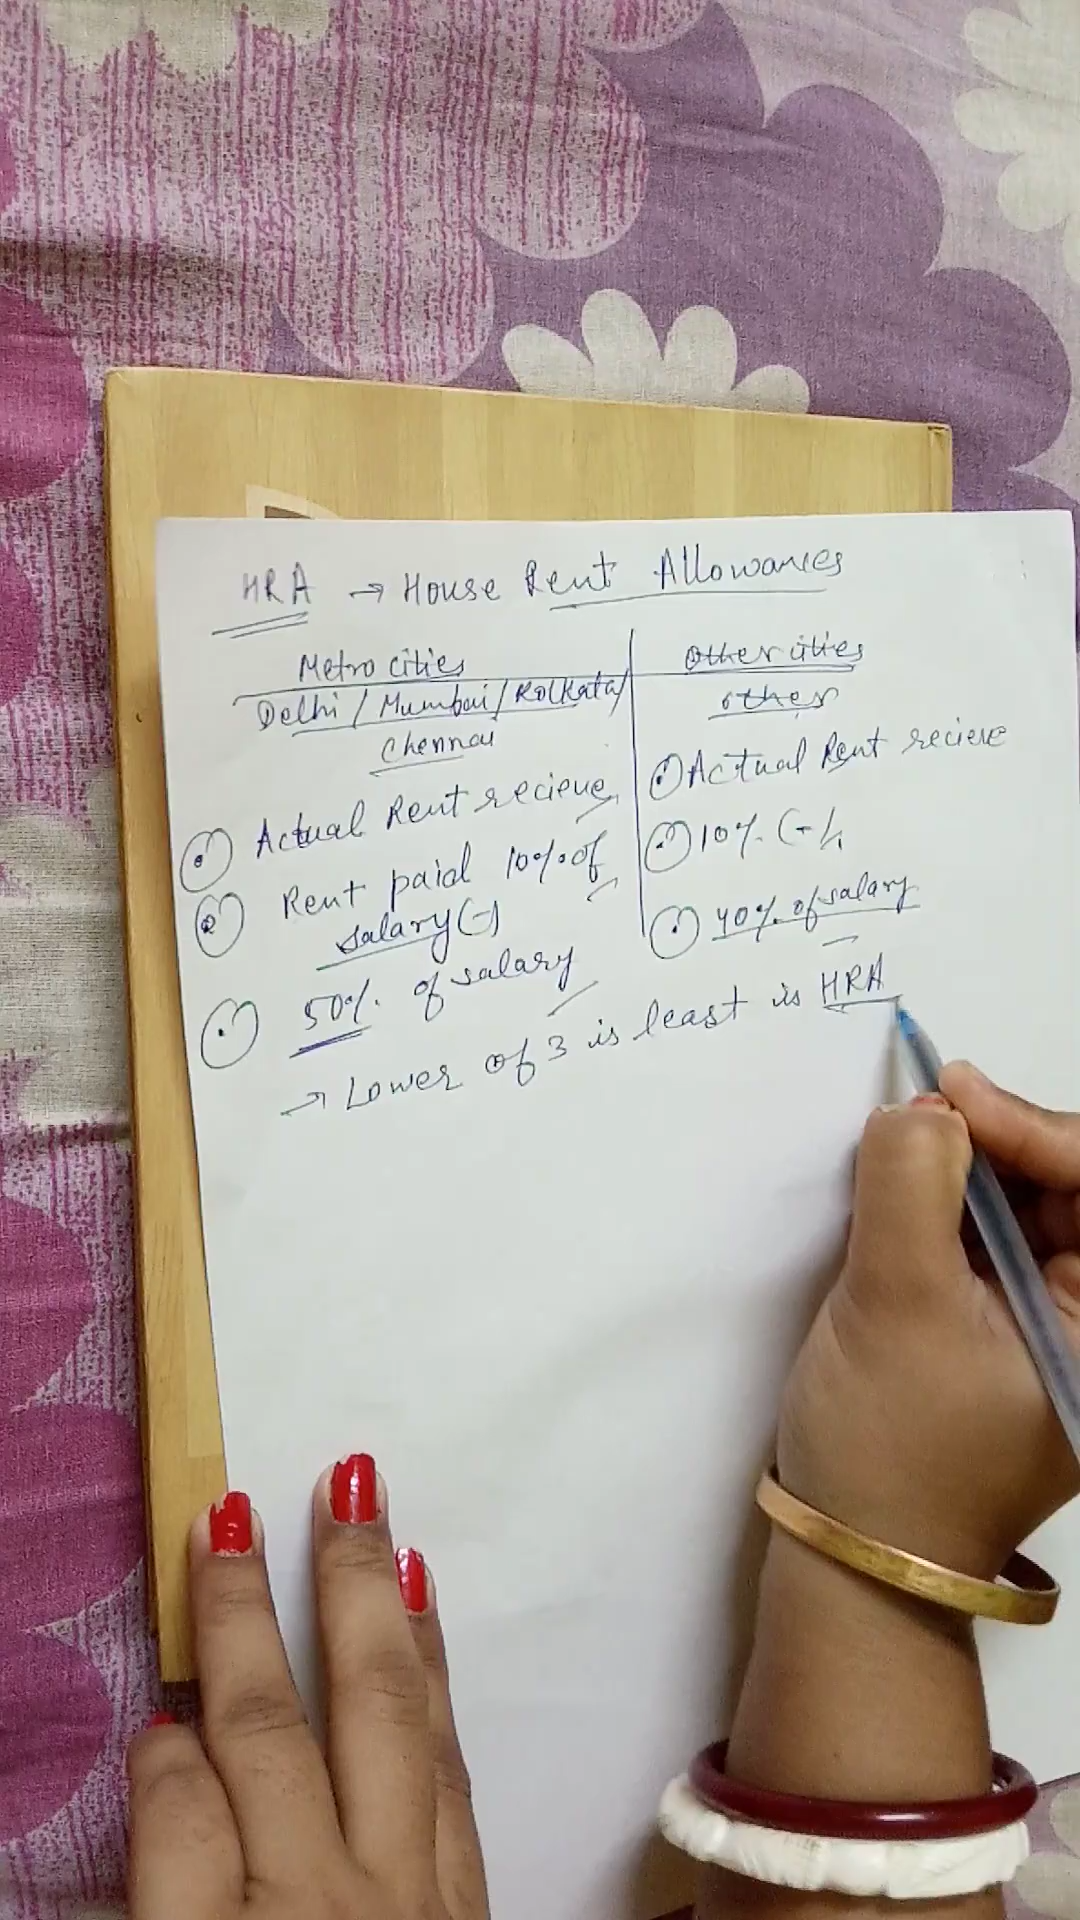 HRA → House Rent Allowances
Metro cities
Delhi / Mumbai / Kolkata /
Chennai
Actual Rent recieve
② Rent paid 10% of
salary (-)
50% of salary
Other cities
other
Actual Rent recieve
10% (-)
40% of salary
→ Lower of 3 is least is HRA